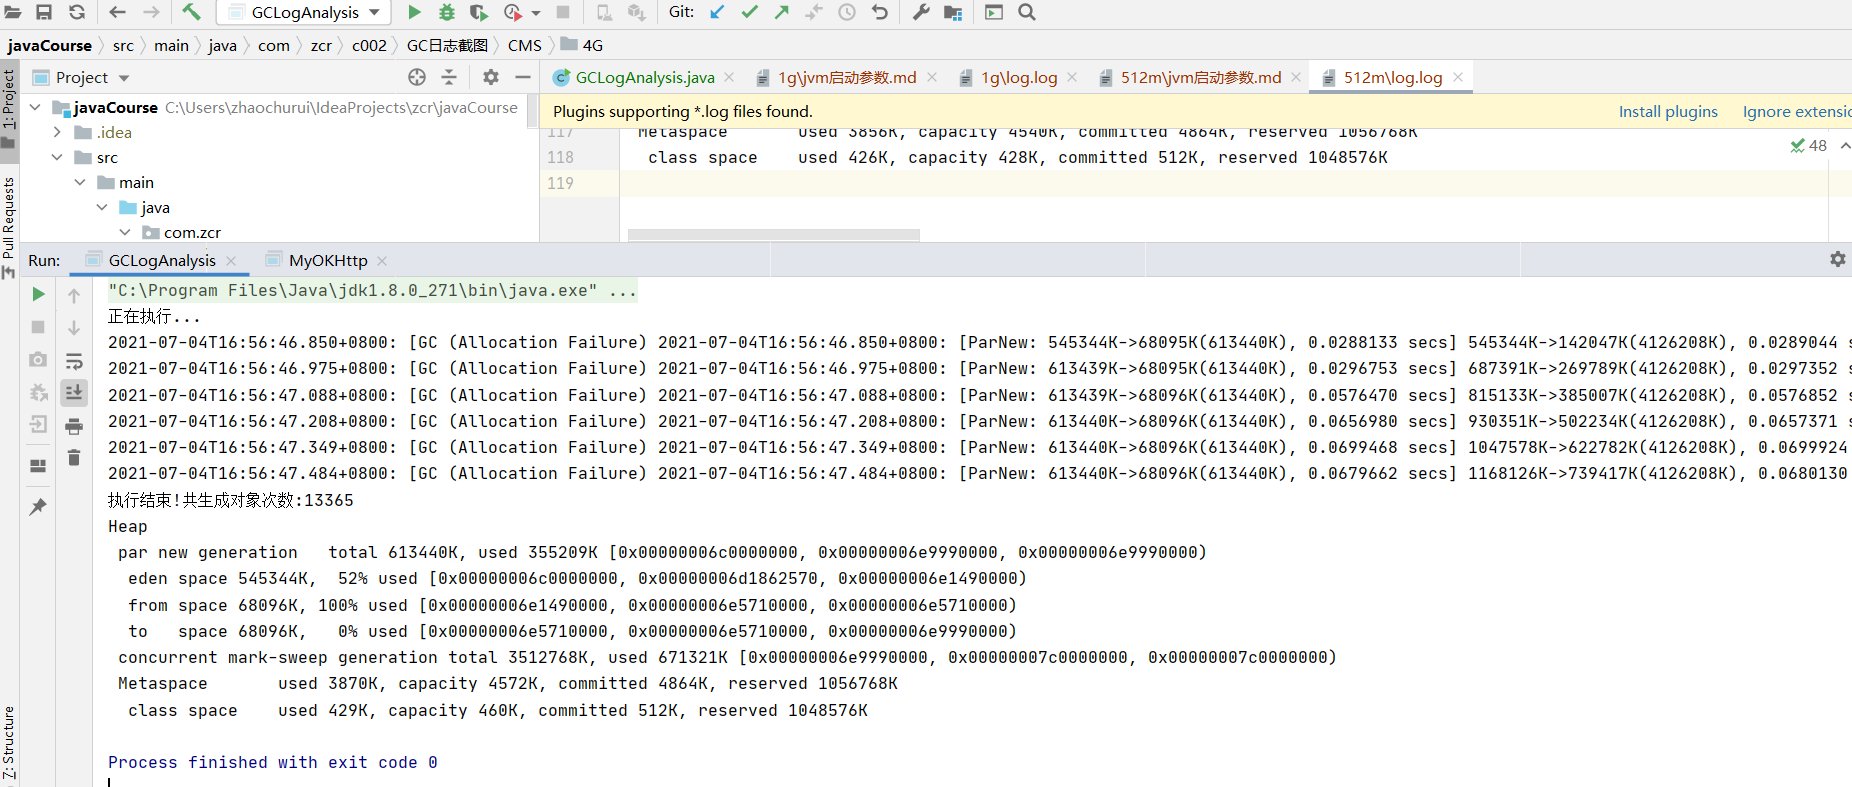 GCLogAnalysis Git:
javaCourse src main java com zcr c002 GC日志截图 CMS 4G
Project
GCLogAnalysis.java 1g\jvm启动参数.md 1g\log.log 512m\jvm启动参数.md 512m\log.log
javaCourse C:\Users\zhaochurui\IdeaProjects\zcr\javaCourse
Plugins supporting *.log files found. Install plugins Ignore extensio
.idea
src
main
java
com.zcr
117 Metaspace used 3856K, capacity 4540K, committed 4864K, reserved 1056768K
118 class space used 426K, capacity 428K, committed 512K, reserved 1048576K
119
48
1: Project
Pull Requests
7: Structure
Run: GCLogAnalysis MyOKHttp
"C:\Program Files\Java\jdk1.8.0_271\bin\java.exe" ...
正在执行...
2021-07-04T16:56:46.850+0800: [GC (Allocation Failure) 2021-07-04T16:56:46.850+0800: [ParNew: 545344K->68095K(613440K), 0.0288133 secs] 545344K->142047K(4126208K), 0.0289044 s
2021-07-04T16:56:46.975+0800: [GC (Allocation Failure) 2021-07-04T16:56:46.975+0800: [ParNew: 613439K->68095K(613440K), 0.0296753 secs] 687391K->269789K(4126208K), 0.0297352 s
2021-07-04T16:56:47.088+0800: [GC (Allocation Failure) 2021-07-04T16:56:47.088+0800: [ParNew: 613439K->68096K(613440K), 0.0576470 secs] 815133K->385007K(4126208K), 0.0576852 s
2021-07-04T16:56:47.208+0800: [GC (Allocation Failure) 2021-07-04T16:56:47.208+0800: [ParNew: 613440K->68096K(613440K), 0.0656980 secs] 930351K->502234K(4126208K), 0.0657371 s
2021-07-04T16:56:47.349+0800: [GC (Allocation Failure) 2021-07-04T16:56:47.349+0800: [ParNew: 613440K->68096K(613440K), 0.0699468 secs] 1047578K->622782K(4126208K), 0.0699924
2021-07-04T16:56:47.484+0800: [GC (Allocation Failure) 2021-07-04T16:56:47.484+0800: [ParNew: 613440K->68096K(613440K), 0.0679662 secs] 1168126K->739417K(4126208K), 0.0680130
执行结束!共生成对象次数:13365
Heap
par new generation total 613440K, used 355209K [0x00000006c0000000, 0x00000006e9990000, 0x00000006e9990000)
eden space 545344K, 52% used [0x00000006c0000000, 0x00000006d1862570, 0x00000006e1490000)
from space 68096K, 100% used [0x00000006e1490000, 0x00000006e5710000, 0x00000006e5710000)
to space 68096K, 0% used [0x00000006e5710000, 0x00000006e5710000, 0x00000006e9990000)
concurrent mark-sweep generation total 3512768K, used 671321K [0x00000006e9990000, 0x00000007c0000000, 0x00000007c0000000)
Metaspace used 3870K, capacity 4572K, committed 4864K, reserved 1056768K
class space used 429K, capacity 460K, committed 512K, reserved 1048576K
Process finished with exit code 0